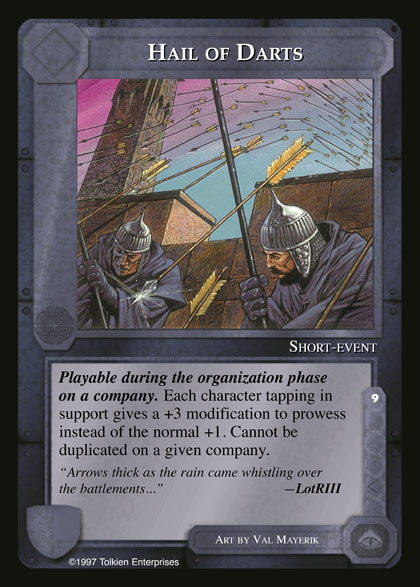 Hail of Darts
Short-event
Playable during the organization phase
on a company. Each character tapping in
support gives a +3 modification to prowess
instead of the normal +1. Cannot be
duplicated on a given company.
“Arrows thick as the rain came whistling over
the battlements…” —LotRIII
9
Art by Val Mayerik
©1997 Tolkien Enterprises